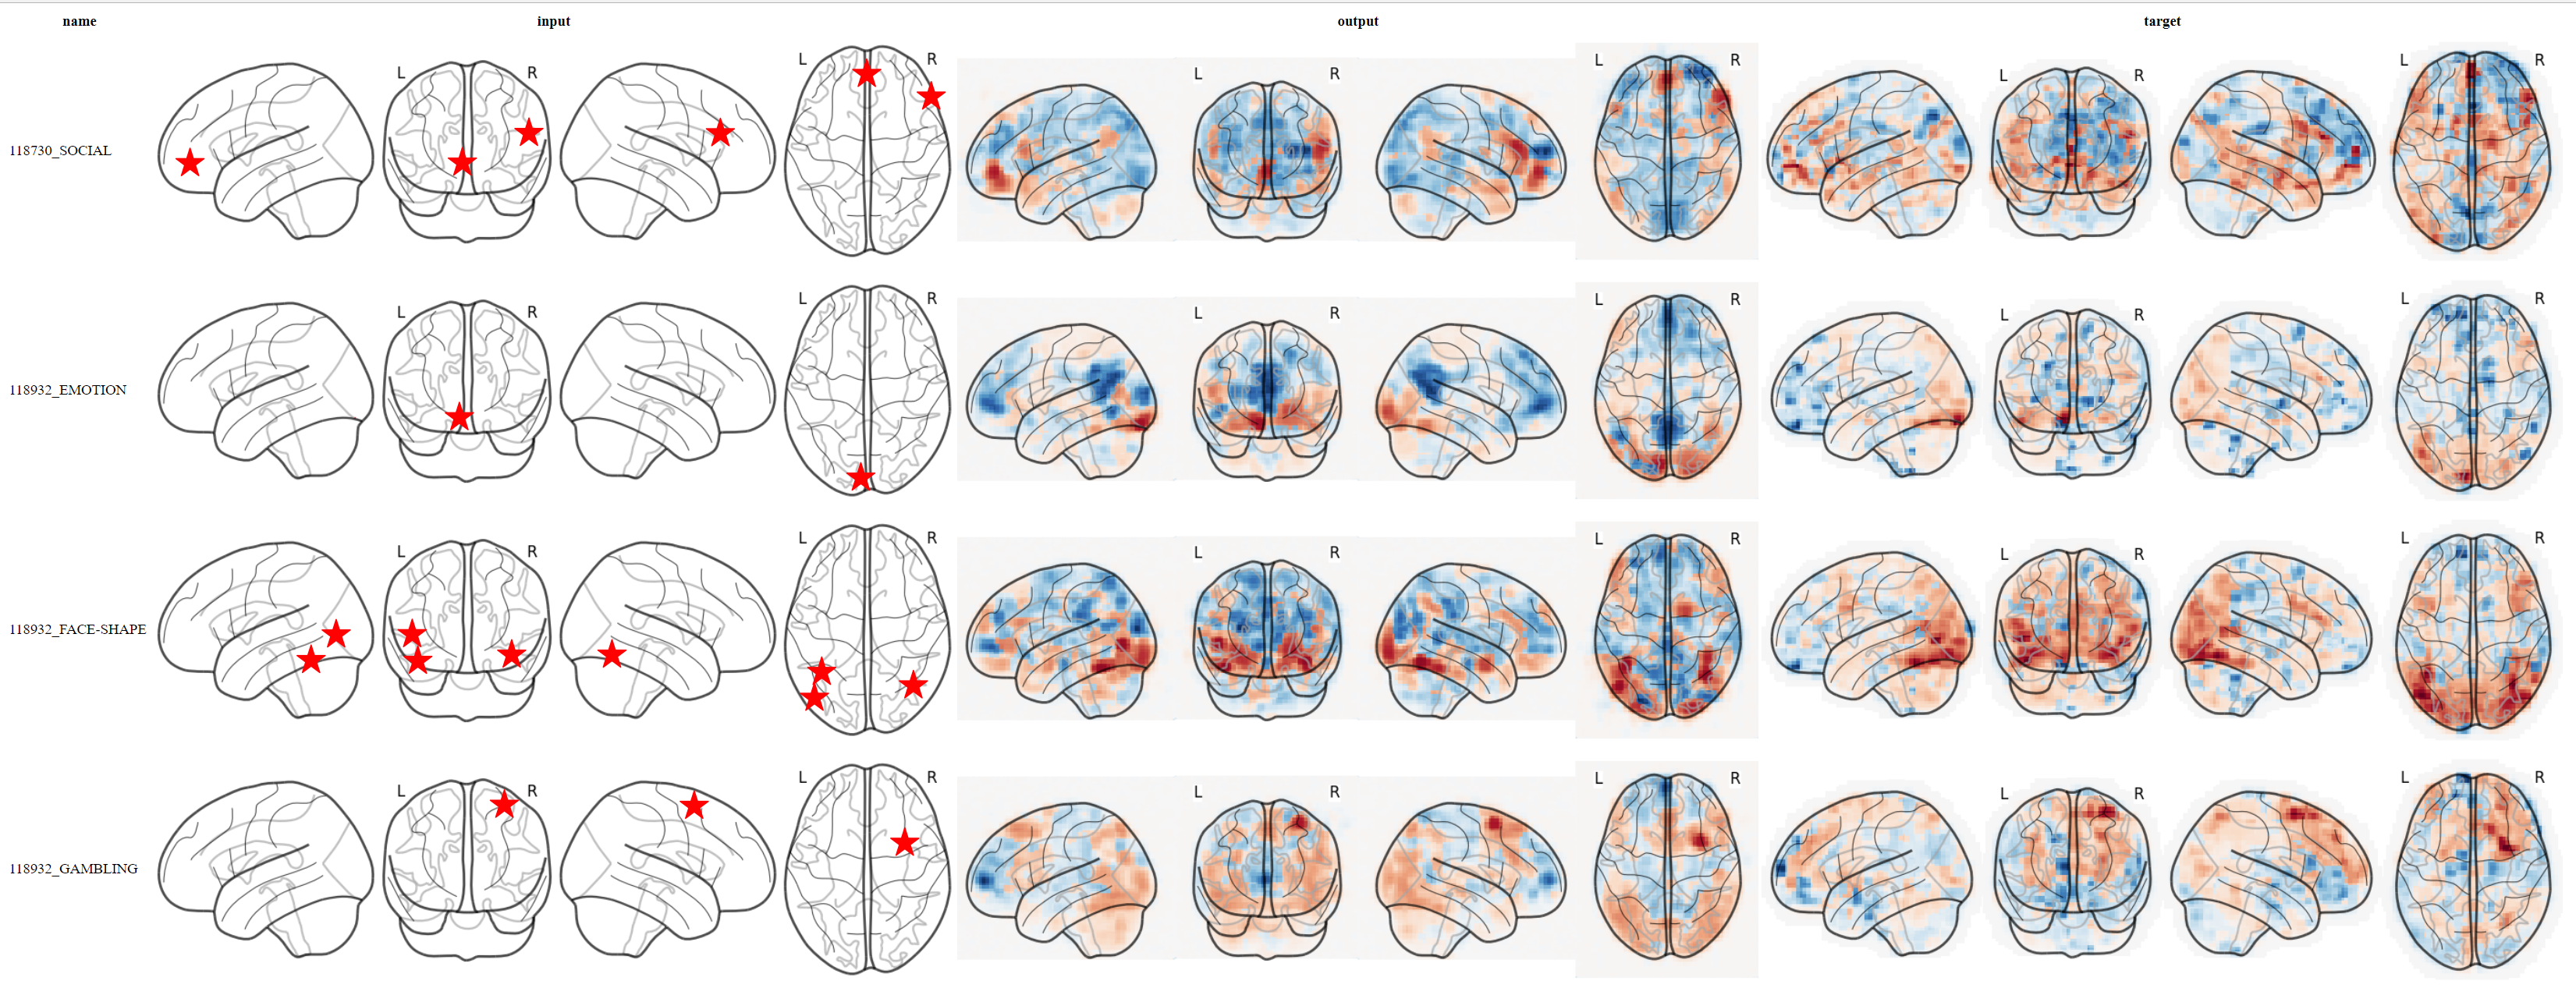 name input output target
L R L R L R L R L R L R
118730_SOCIAL
L R L R L R L R L R L R
118932_EMOTION
L R L R L R L R L R L R
118932_FACE-SHAPE
L R L R L R L R L R L R
118932_GAMBLING